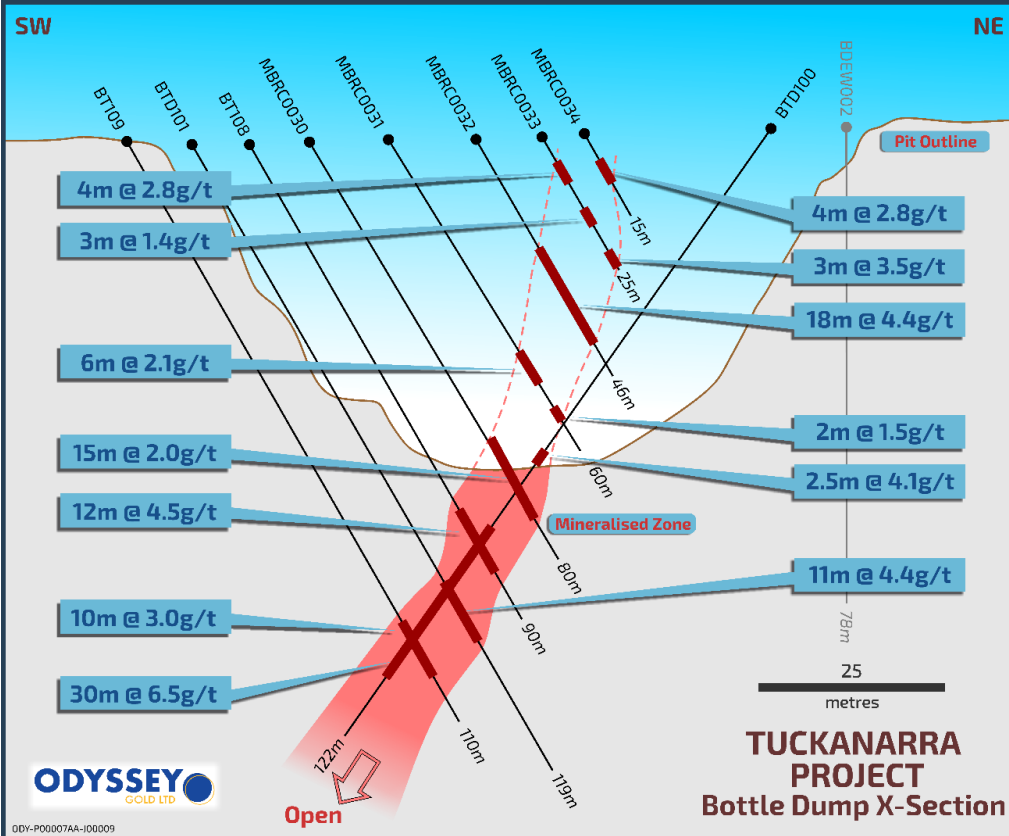 SW
NE
BT109
BTD101
BT108
MBRC0030
MBRC0031
MBRC0032
MBRC0033
MBRC0034
BTD100
BDEW002
Pit Outline
4m @ 2.8g/t
3m @ 1.4g/t
6m @ 2.1g/t
15m @ 2.0g/t
12m @ 4.5g/t
10m @ 3.0g/t
30m @ 6.5g/t
4m @ 2.8g/t
3m @ 3.5g/t
18m @ 4.4g/t
2m @ 1.5g/t
2.5m @ 4.1g/t
11m @ 4.4g/t
15m
25m
46m
60m
80m
90m
119m
110m
122m
78m
Mineralised Zone
Open
25
metres
TUCKANARRA
PROJECT
Bottle Dump X-Section
ODYSSEY
GOLD LTD
ODY-P00007AA-J00009